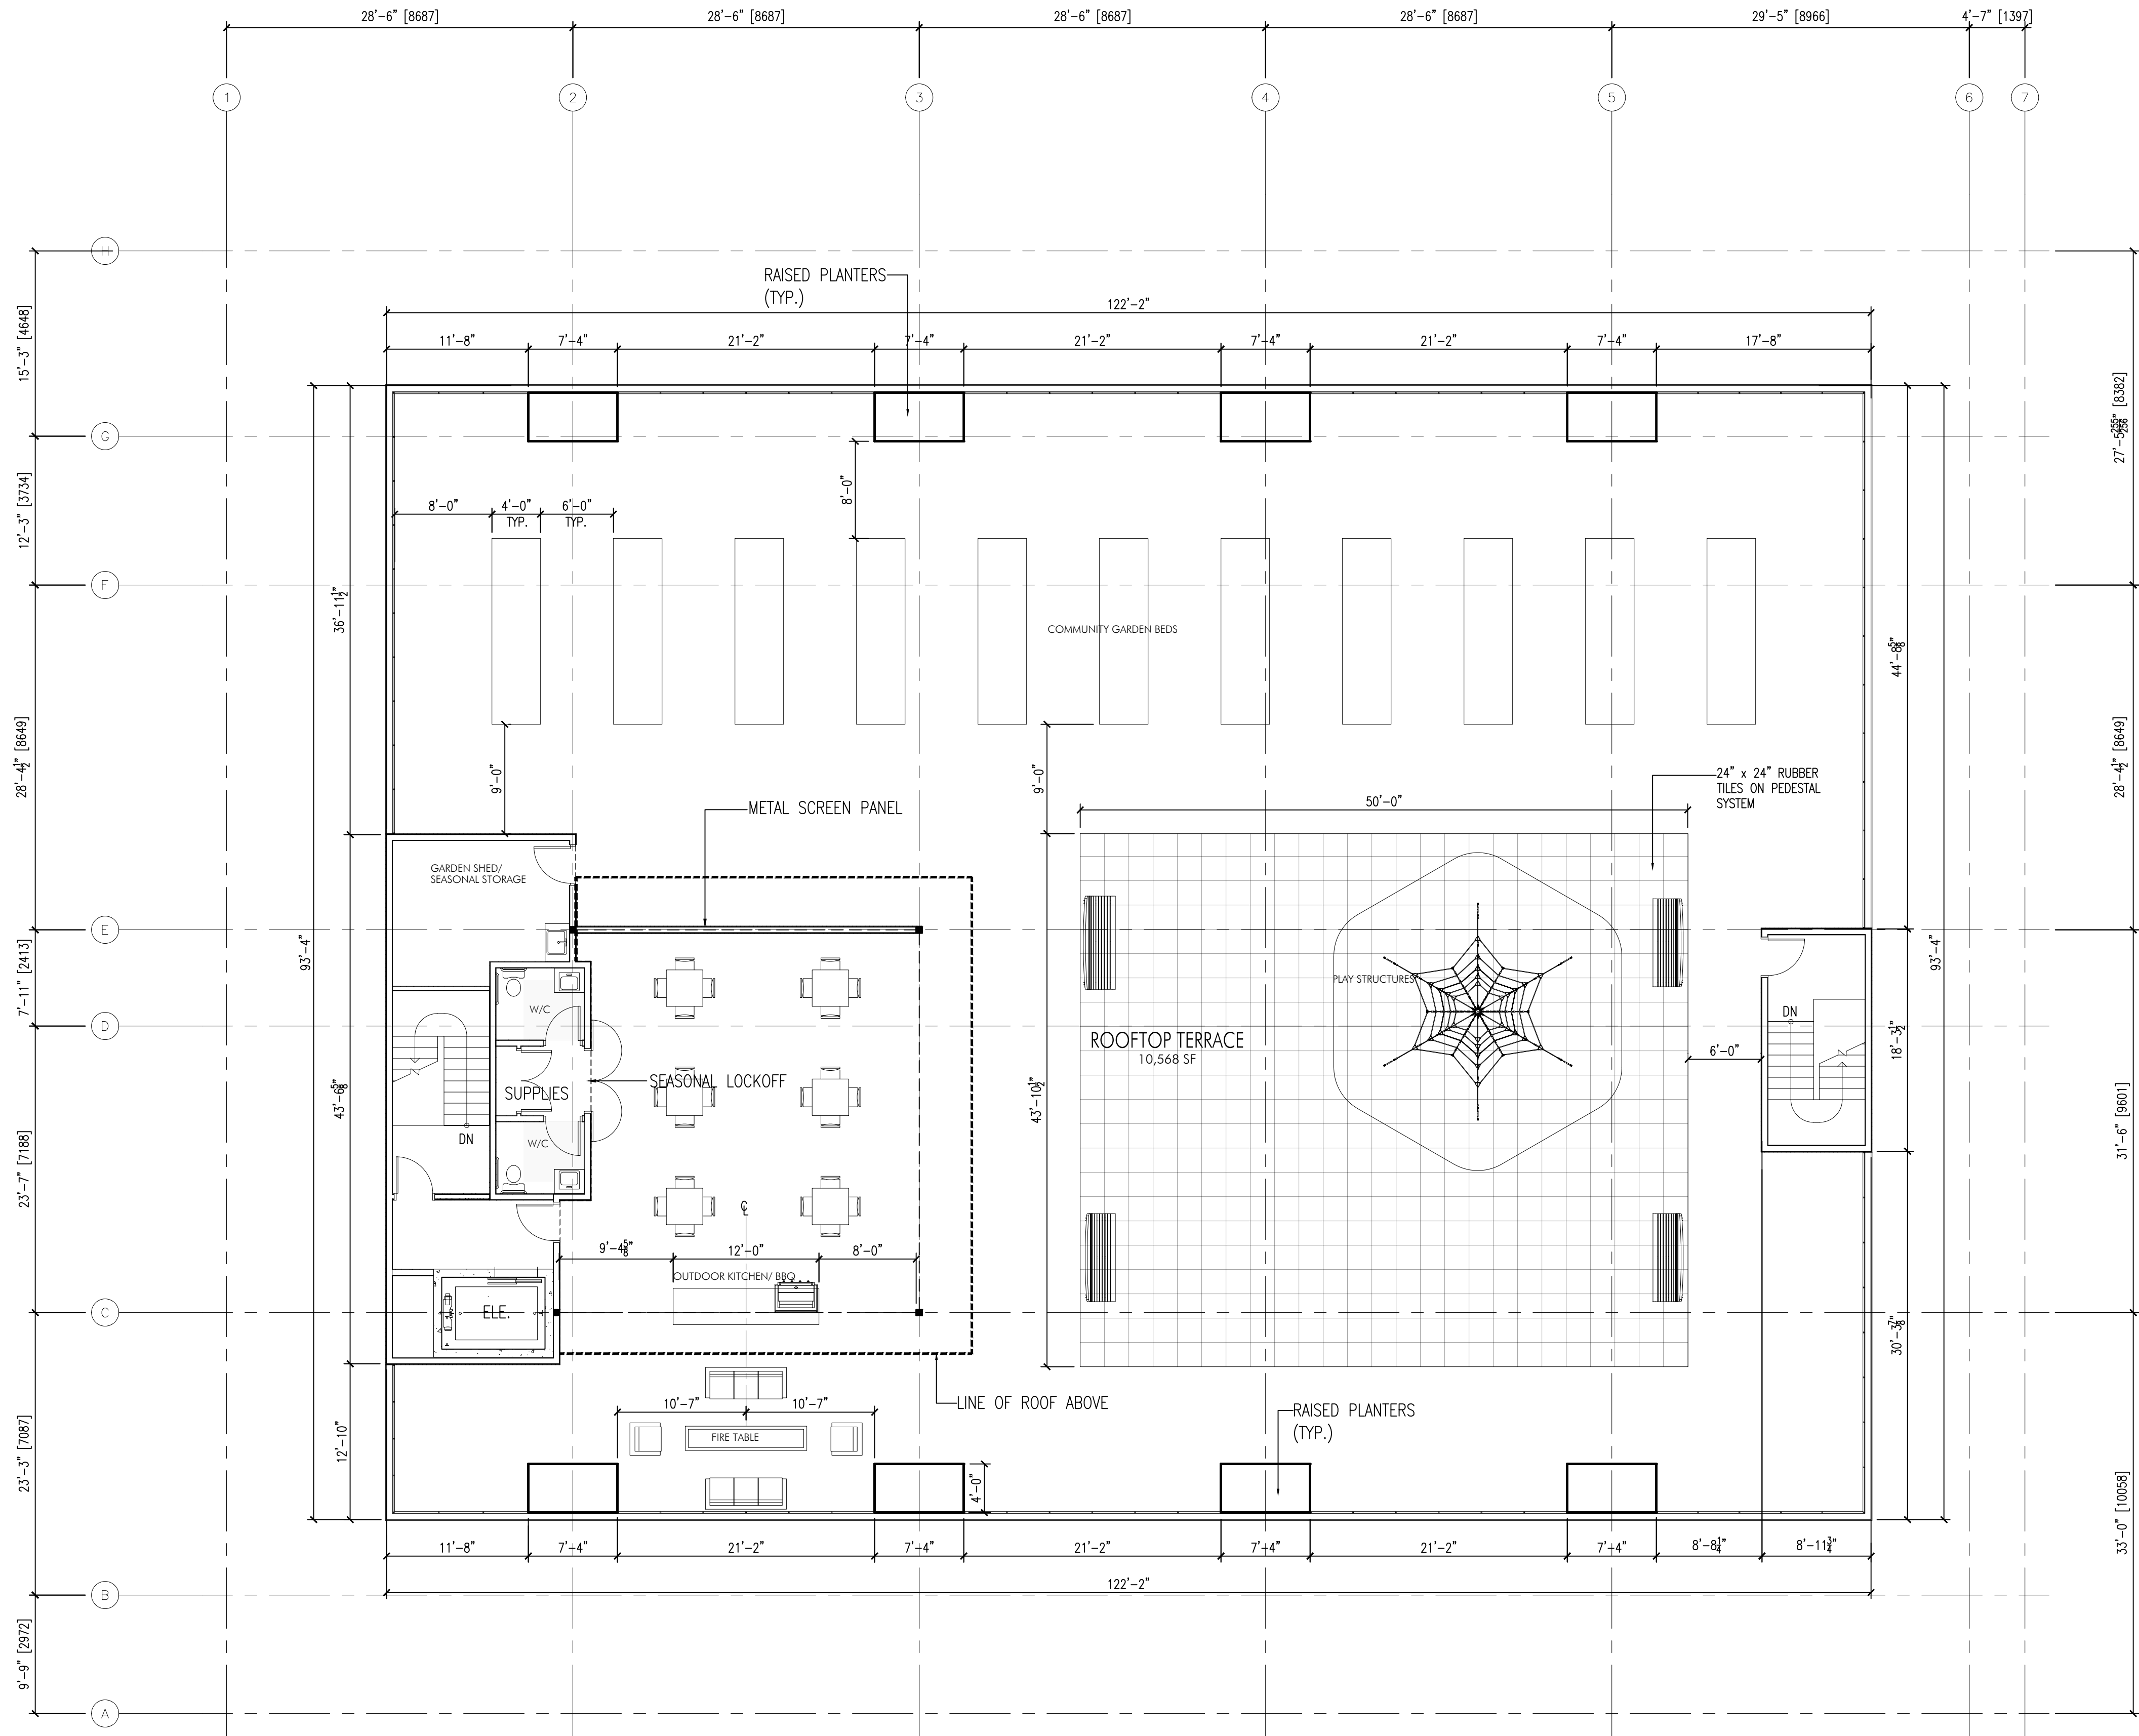 28'-6" [8687]
28'-6" [8687]
28'-6" [8687]
28'-6" [8687]
29'-5" [8966]
4'-7" [1397]
1
2
3
4
5
6
7
H
G
F
E
D
C
B
A
15'-3" [4648]
12'-3" [3734]
28'-4½" [8649]
7'-11" [2413]
23'-7" [7188]
23'-3" [7087]
9'-9" [2972]
27'-5 255/256" [8382]
28'-4½" [8649]
31'-6" [9601]
33'-0" [10058]
RAISED PLANTERS
(TYP.)
122'-2"
11'-8"
7'-4"
21'-2"
7'-4"
21'-2"
7'-4"
21'-2"
7'-4"
17'-8"
8'-0"
4'-0"
TYP.
6'-0"
TYP.
8'-0"
36'-11½"
93'-4"
43'-6⅝"
12'-10"
COMMUNITY GARDEN BEDS
44'-8⅝"
93'-4"
18'-3½"
30'-3⅞"
9'-0"
9'-0"
METAL SCREEN PANEL
50'-0"
24" x 24" RUBBER
TILES ON PEDESTAL
SYSTEM
GARDEN SHED/
SEASONAL STORAGE
PLAY STRUCTURES
W/C
DN
ROOFTOP TERRACE
10,568 SF
6'-0"
SEASONAL LOCKOFF
SUPPLIES
43'-10½"
DN
W/C
℄
9'-4⅝"
12'-0"
8'-0"
OUTDOOR KITCHEN/ BBQ
ELE.
LINE OF ROOF ABOVE
10'-7"
10'-7"
RAISED PLANTERS
(TYP.)
FIRE TABLE
4'-0"
11'-8"
7'-4"
21'-2"
7'-4"
21'-2"
7'-4"
21'-2"
7'-4"
8'-8¼"
8'-11¾"
122'-2"